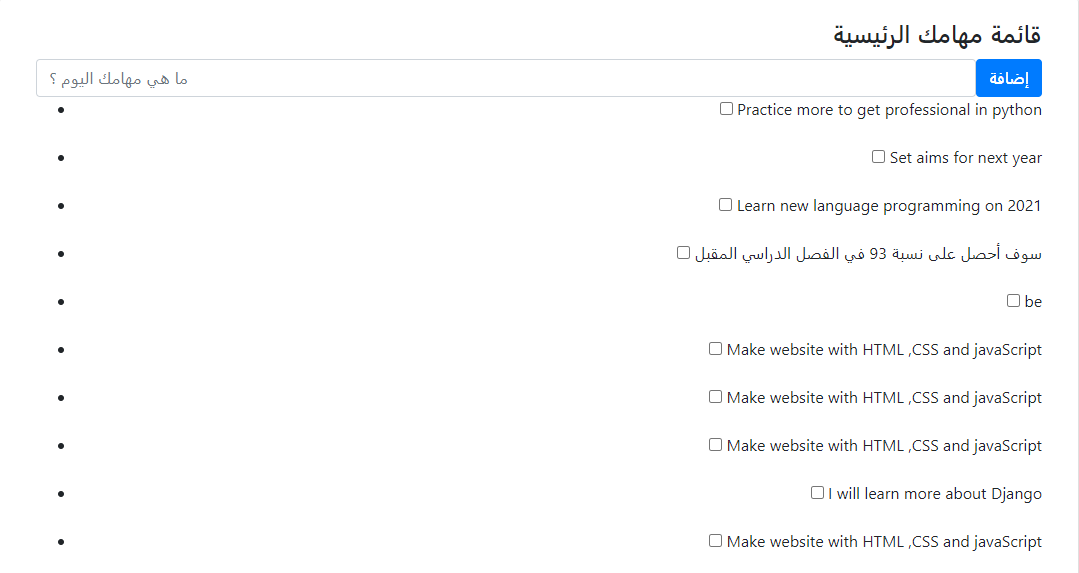 قائمة مهامك الرئيسية
ما هي مهامك اليوم ؟ إضافة
Practice more to get professional in python
Set aims for next year
Learn new language programming on 2021
سوف أحصل على نسبة 93 في الفصل الدراسي المقبل
be
Make website with HTML ,CSS and javaScript
Make website with HTML ,CSS and javaScript
Make website with HTML ,CSS and javaScript
I will learn more about Django
Make website with HTML ,CSS and javaScript